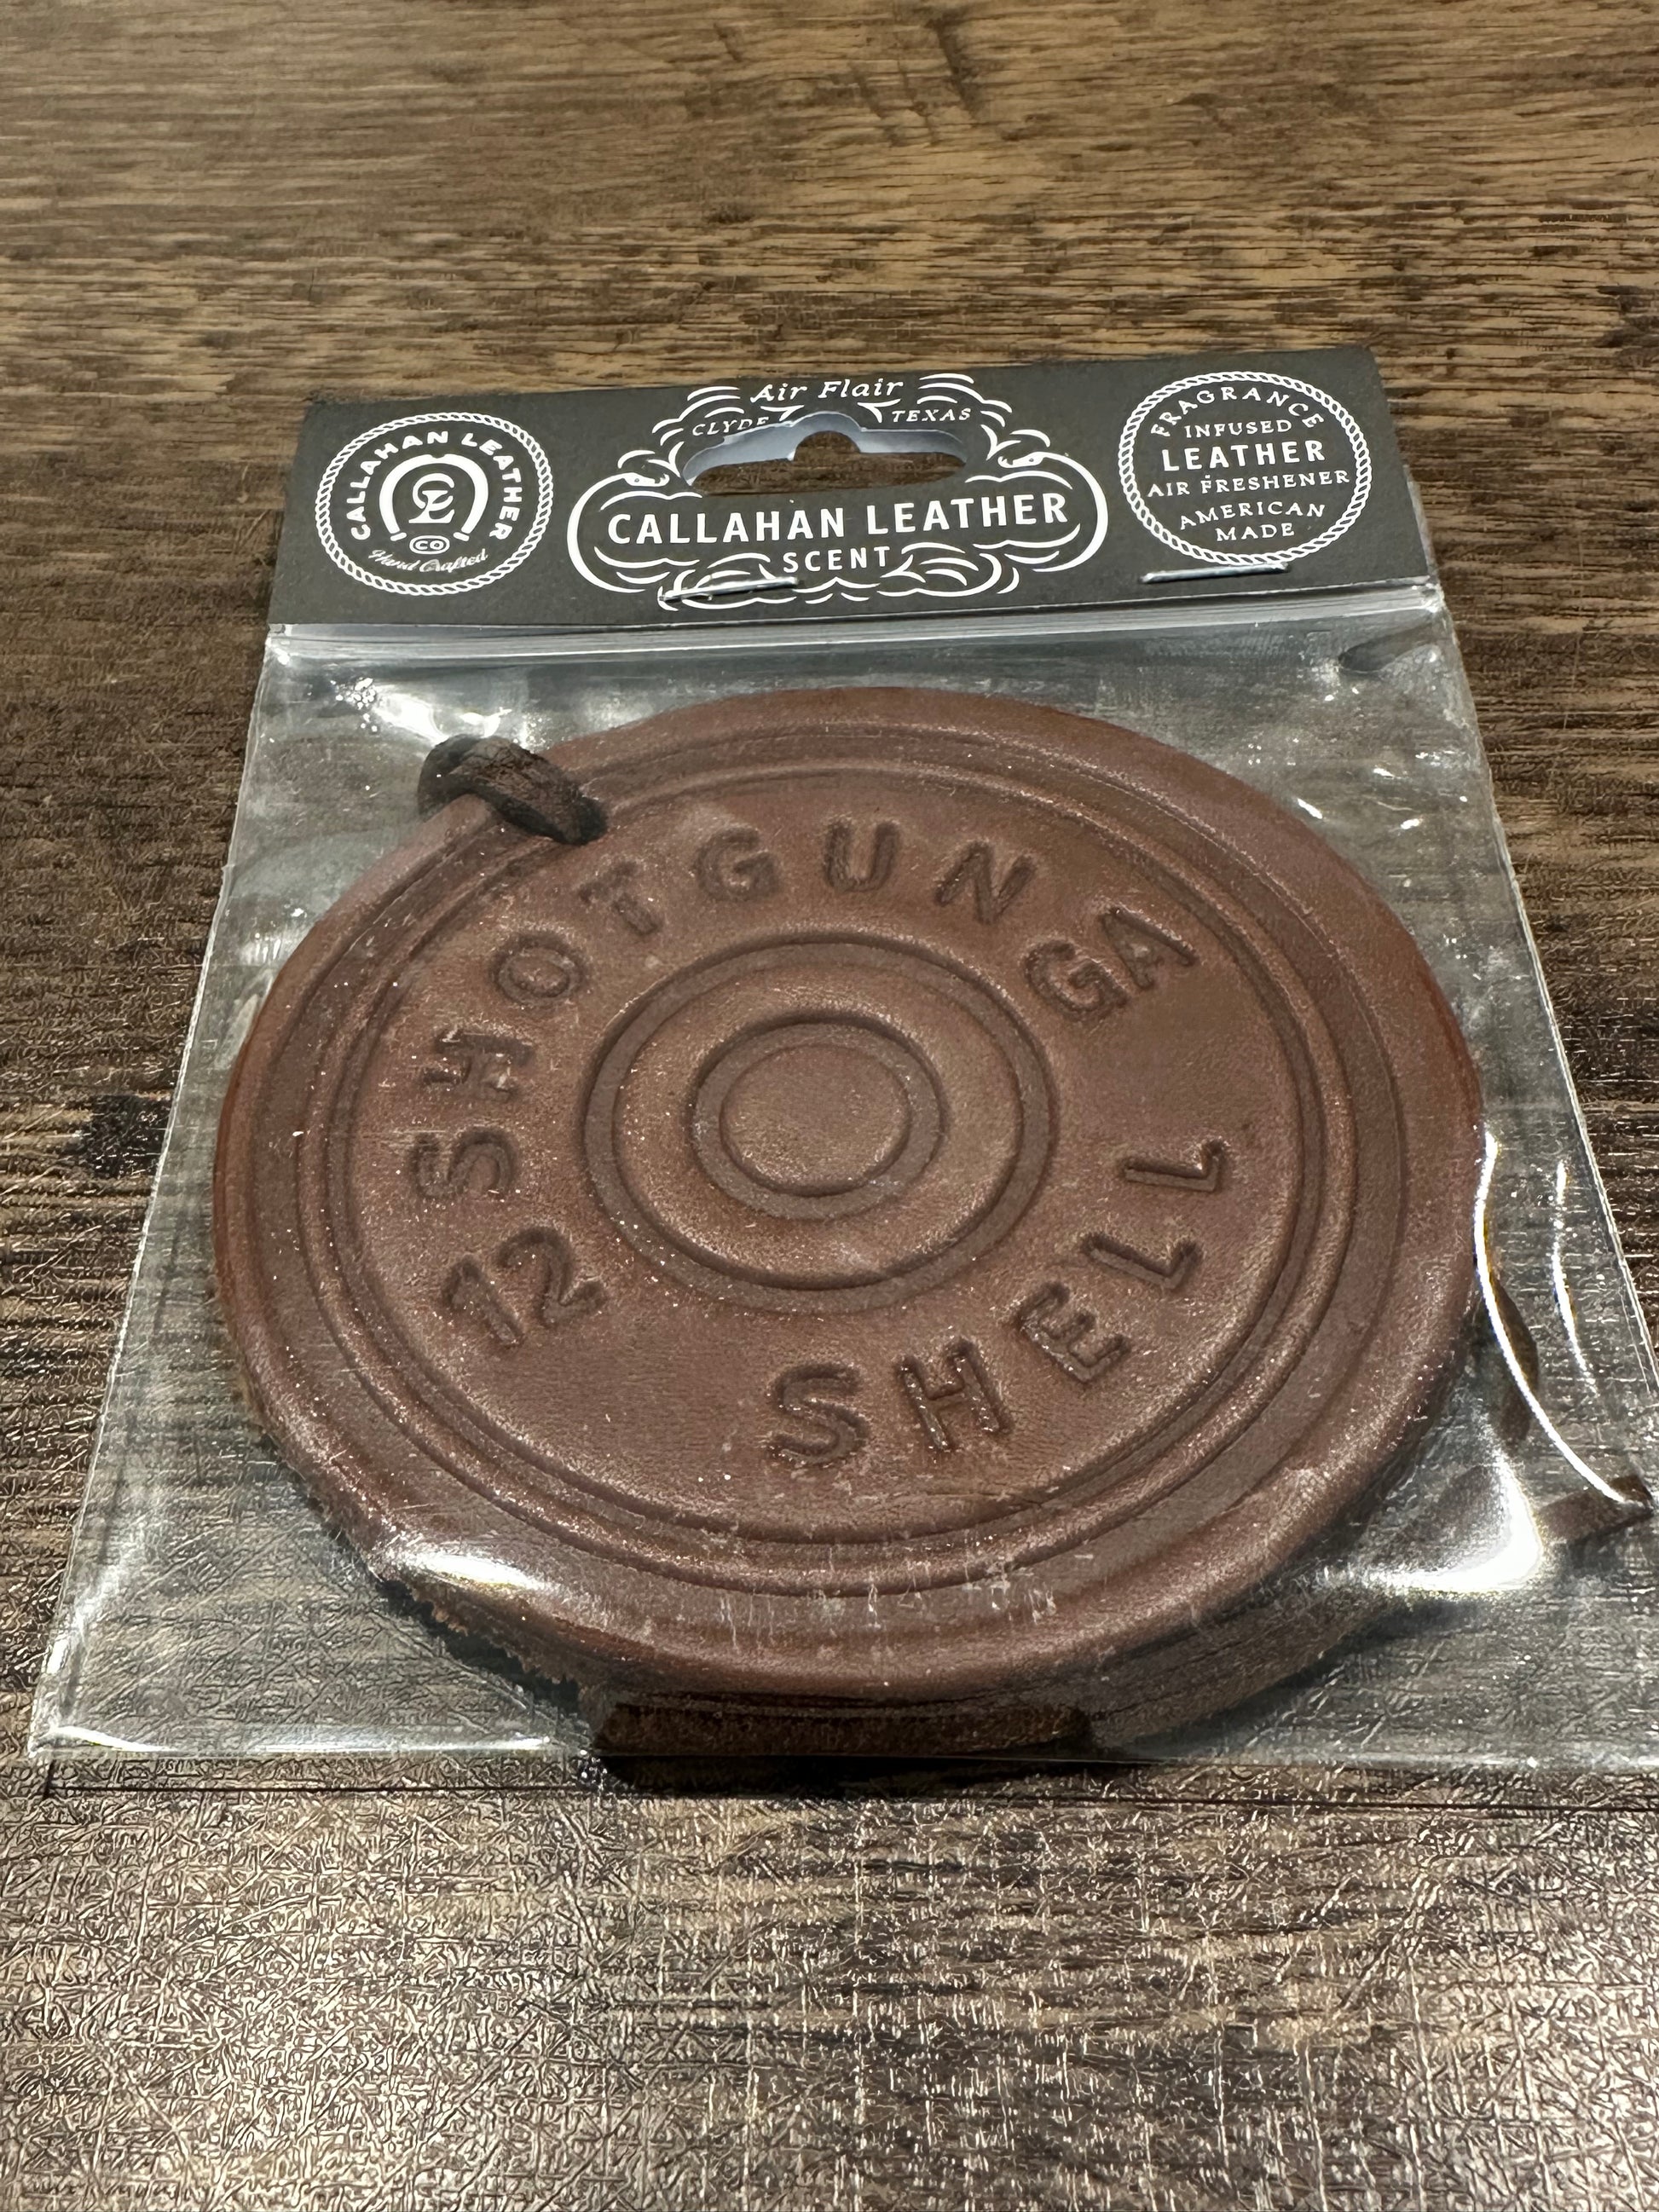 CALLAHAN LEATHER
CL
CO
Hand Crafted
Air Flair
CLYDE TEXAS
CALLAHAN LEATHER
SCENT
FRAGRANCE
INFUSED
LEATHER
AIR FRESHENER
AMERICAN
MADE
SHOTGUN
GA
12
SHELL